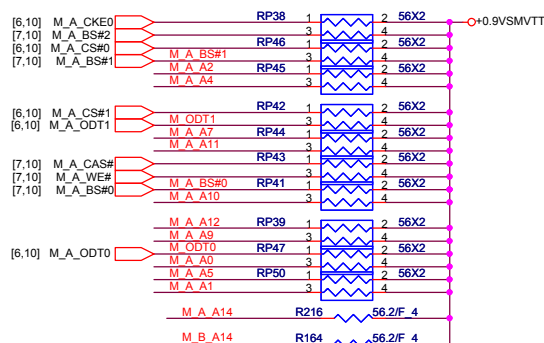 [6,10] M_A_CKE0 RP38 1 2 56X2 +0.9VSMVTT
[7,10] M_A_BS#2 3 4
[6,10] M_A_CS#0 RP46 1 2 56X2
[7,10] M_A_BS#1 M_A_BS#1 3 4
M_A_A2 RP45 1 2 56X2
M_A_A4 3 4
[6,10] M_A_CS#1 RP42 1 2 56X2
[6,10] M_A_ODT1 M_ODT1 3 4
M_A_A7 RP44 1 2 56X2
M_A_A11 3 4
[7,10] M_A_CAS# RP43 1 2 56X2
[7,10] M_A_WE# 3 4
[7,10] M_A_BS#0 M_A_BS#0 RP41 1 2 56X2
M_A_A10 3 4
M_A_A12 RP39 1 2 56X2
M_A_A9 3 4
[6,10] M_A_ODT0 M_ODT0 RP47 1 2 56X2
M_A_A0 3 4
M_A_A5 RP50 1 2 56X2
M_A_A1 3 4
M_A_A14 R216 56.2/F_4
M_B_A14 R164 56.2/F_4